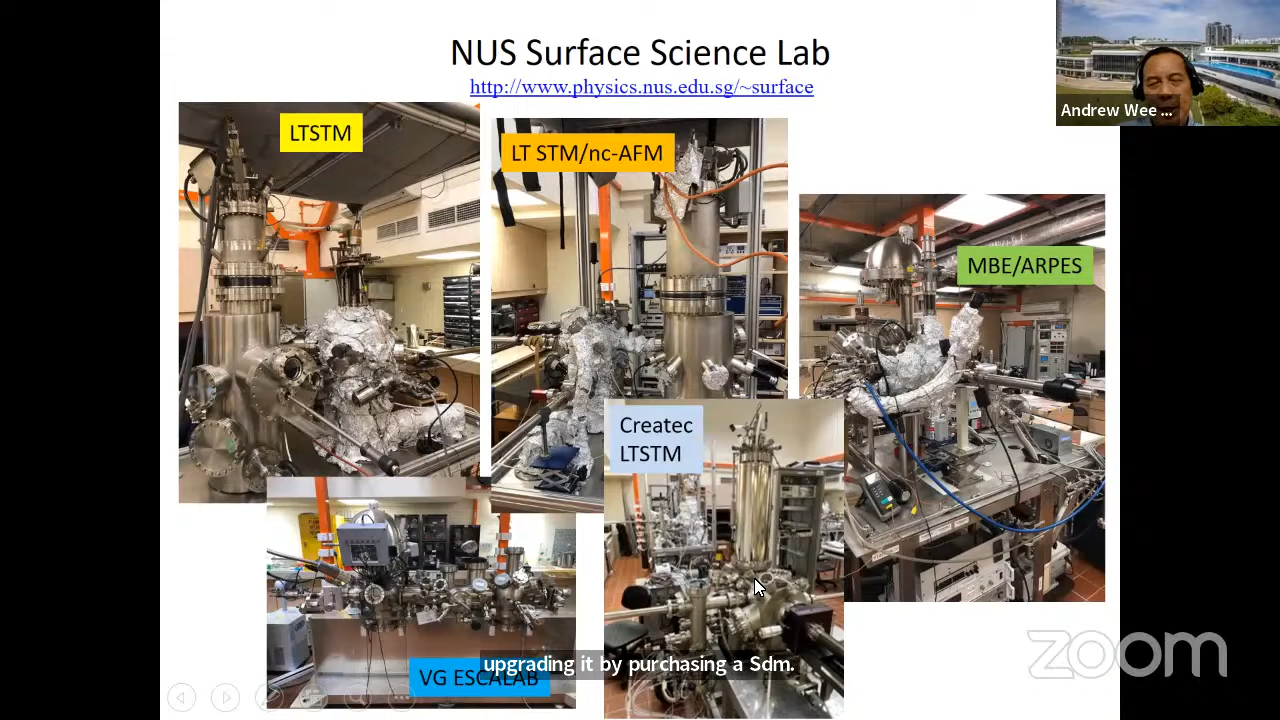 NUS Surface Science Lab
http://www.physics.nus.edu.sg/~surface
Andrew Wee ...
LTSTM
LT STM/nc-AFM
MBE/ARPES
Createc
LTSTM
upgrading it by purchasing a Sdm.
VG ESCALAB
zoom